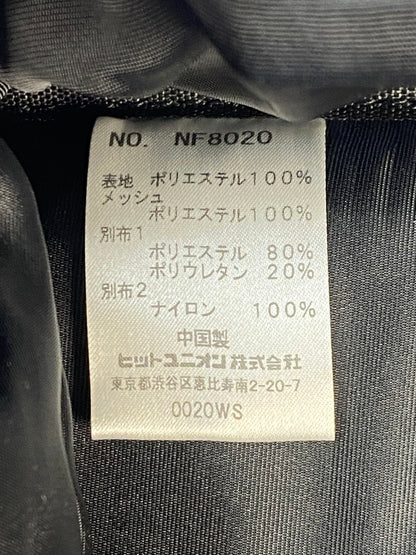 NO. NF8020
表地 ポリエステル100%
メッシュ
ポリエステル100%
別布1
ポリエステル 80%
ポリウレタン 20%
別布2
ナイロン 100%
中国製
ヒットユニオン株式会社
東京都渋谷区恵比寿南2-20-7
0020WS